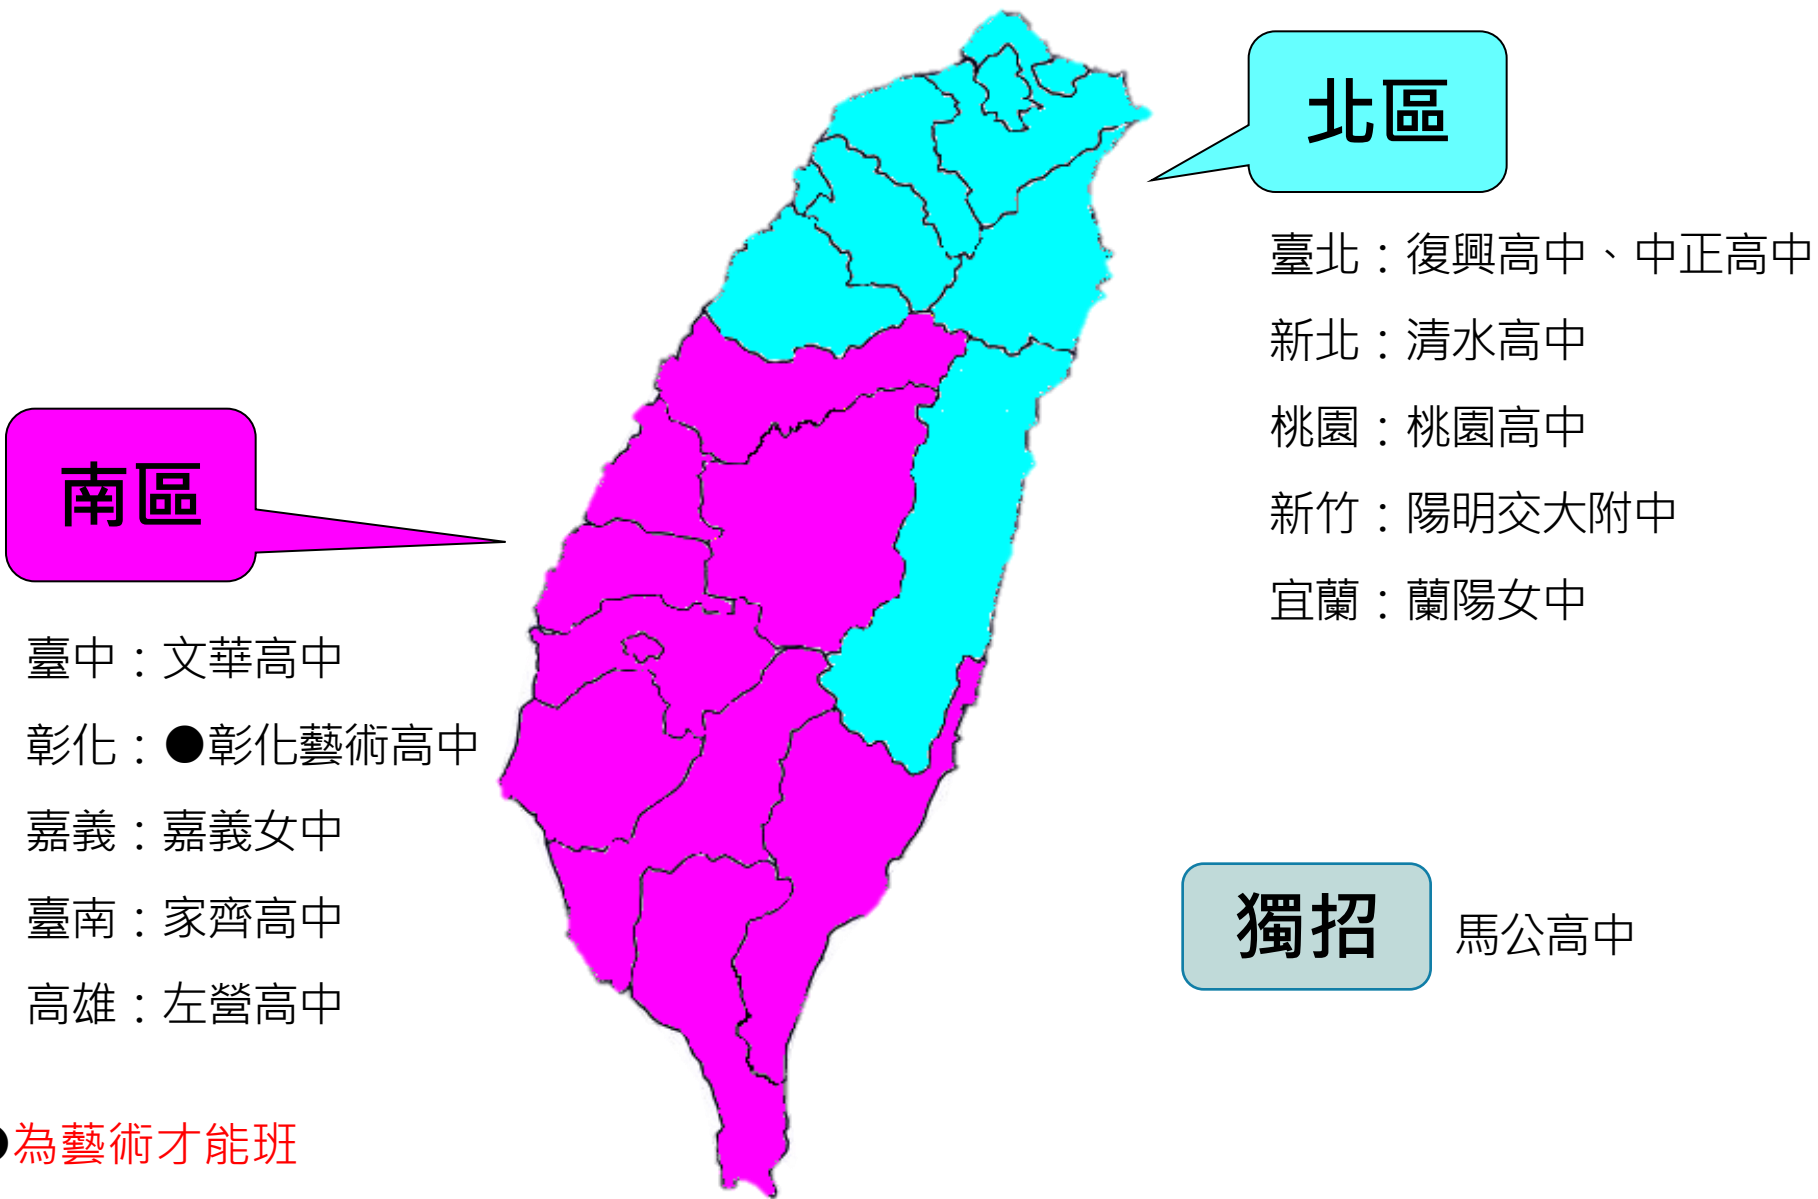 北區
臺北：復興高中、中正高中
新北：清水高中
桃園：桃園高中
新竹：陽明交大附中
宜蘭：蘭陽女中
南區
臺中：文華高中
彰化：●彰化藝術高中
嘉義：嘉義女中
臺南：家齊高中
高雄：左營高中
獨招
馬公高中
●為藝術才能班